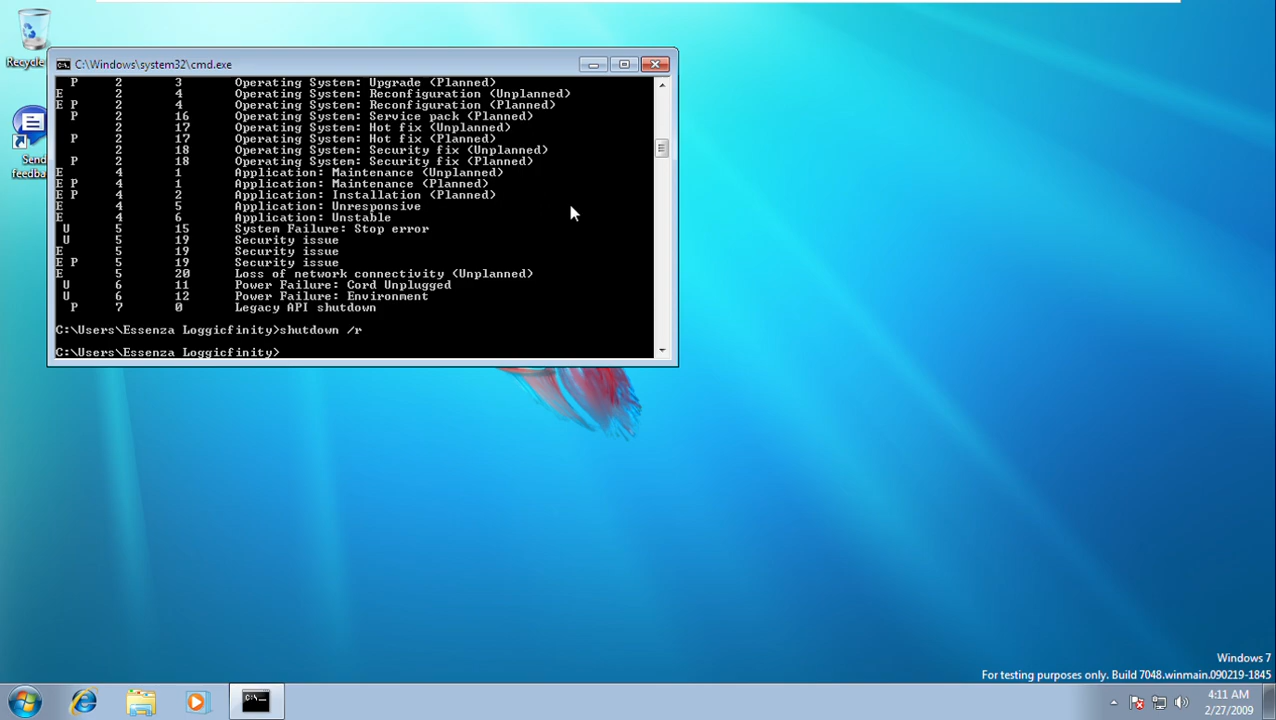 Recycle
Send
feedba
C:\Windows\system32\cmd.exe
P 2 3 Operating System: Upgrade (Planned)
E 2 4 Operating System: Reconfiguration (Unplanned)
E P 2 4 Operating System: Reconfiguration (Planned)
P 2 16 Operating System: Service pack (Planned)
2 17 Operating System: Hot fix (Unplanned)
P 2 17 Operating System: Hot fix (Planned)
2 18 Operating System: Security fix (Unplanned)
P 2 18 Operating System: Security fix (Planned)
E 4 1 Application: Maintenance (Unplanned)
E P 4 1 Application: Maintenance (Planned)
E P 4 2 Application: Installation (Planned)
E 4 5 Application: Unresponsive
E 4 6 Application: Unstable
U 5 15 System Failure: Stop error
U 5 19 Security issue
E 5 19 Security issue
E P 5 19 Security issue
E 5 20 Loss of network connectivity (Unplanned)
U 6 11 Power Failure: Cord Unplugged
U 6 12 Power Failure: Environment
P 7 0 Legacy API shutdown
C:\Users\Essenza Loggicfinity>shutdown /r
C:\Users\Essenza Loggicfinity>
Windows 7
For testing purposes only. Build 7048.winmain.090219-1845
4:11 AM
2/27/2009